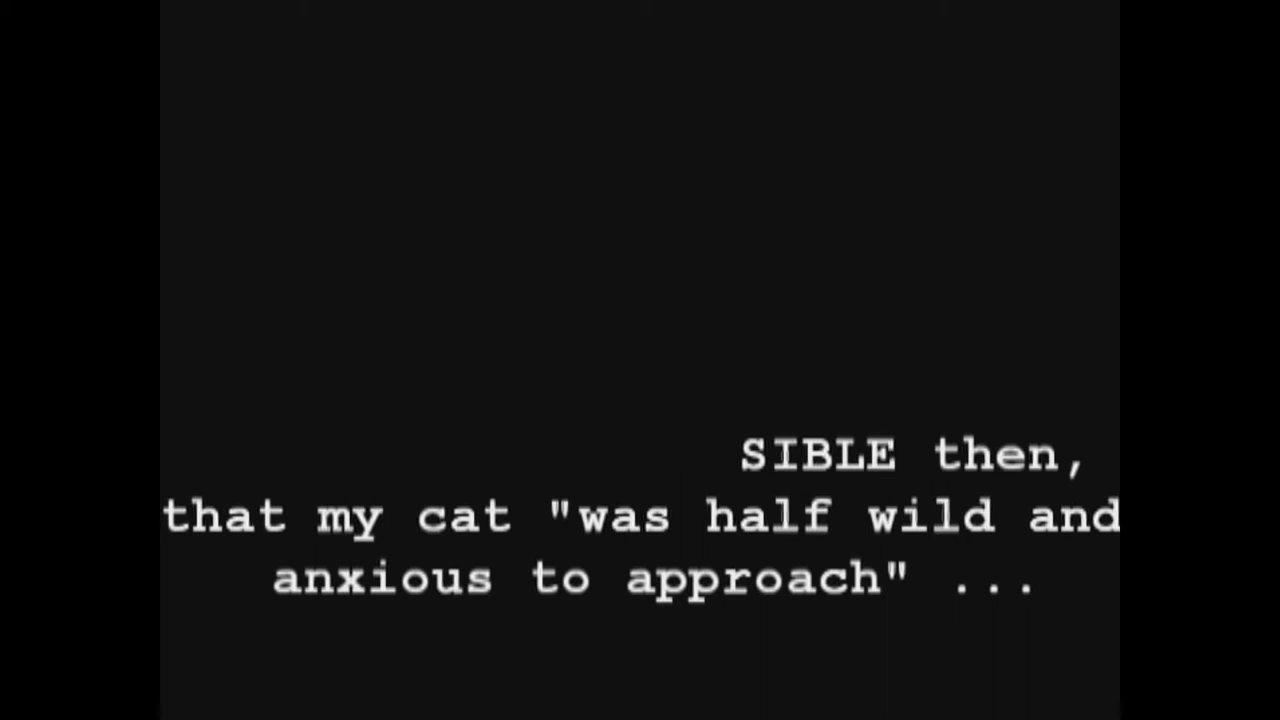 SIBLE then,
that my cat "was half wild and
anxious to approach" ...